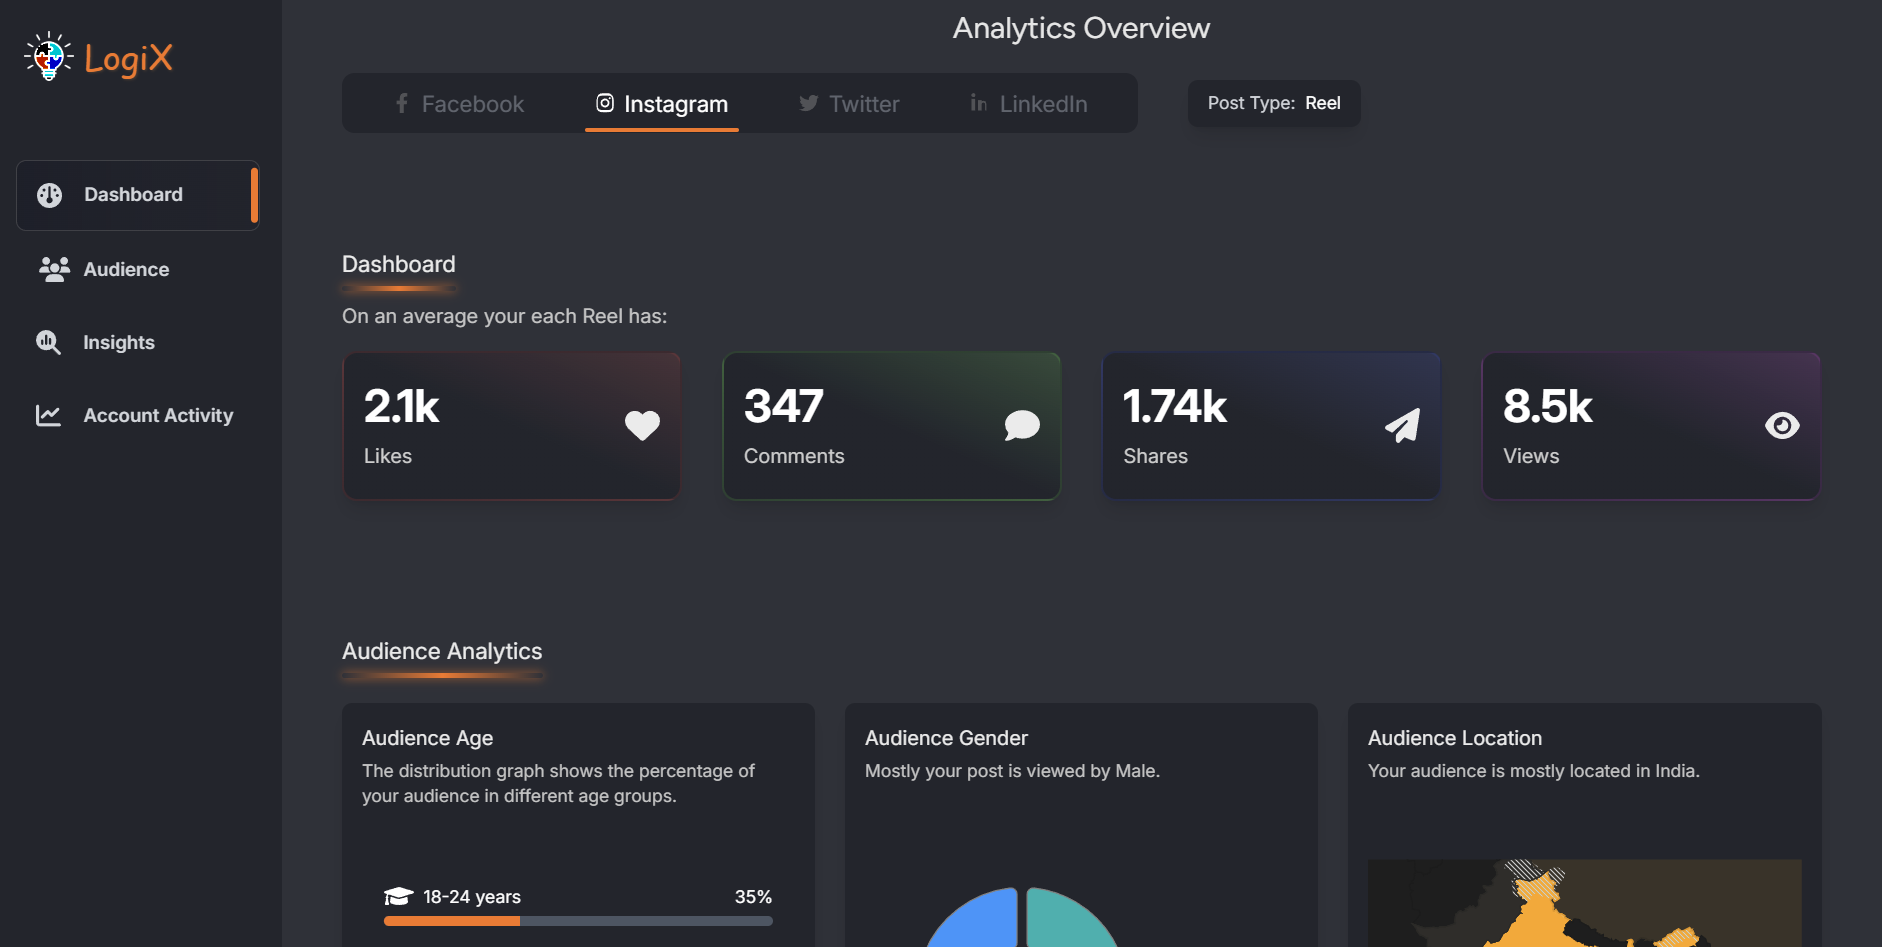 LogiX
Dashboard
Audience
Insights
Account Activity
Analytics Overview
Facebook
Instagram
Twitter
LinkedIn
Post Type: Reel
Dashboard
On an average your each Reel has:
2.1k
Likes
347
Comments
1.74k
Shares
8.5k
Views
Audience Analytics
Audience Age
The distribution graph shows the percentage of
your audience in different age groups.
18-24 years 35%
Audience Gender
Mostly your post is viewed by Male.
Audience Location
Your audience is mostly located in India.